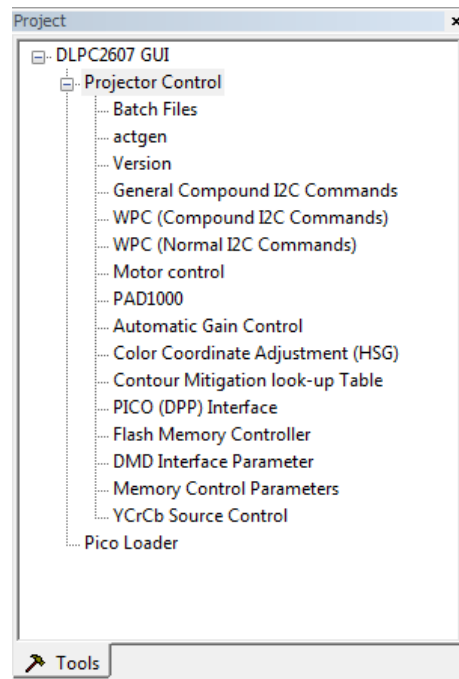 Project
DLPC2607 GUI
Projector Control
Batch Files
actgen
Version
General Compound I2C Commands
WPC (Compound I2C Commands)
WPC (Normal I2C Commands)
Motor control
PAD1000
Automatic Gain Control
Color Coordinate Adjustment (HSG)
Contour Mitigation look-up Table
PICO (DPP) Interface
Flash Memory Controller
DMD Interface Parameter
Memory Control Parameters
YCrCb Source Control
Pico Loader
Tools